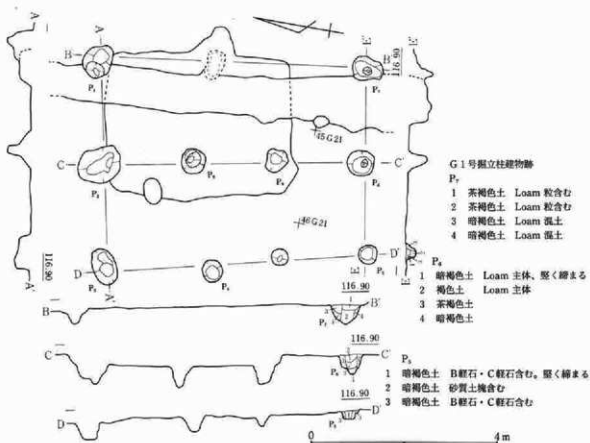 A
B
P₁
E'
B'
116.90
P₇
45G21
C
P₂
C'
46G21
D
A'
E
D'
116.90
G1号掘立柱建物跡
P₇
1 茶褐色土 Loam 粒含む
2 茶褐色土 Loam 粒含む
3 暗褐色土 Loam 混土
4 暗褐色土 Loam 混土
P₄
1 暗褐色土 Loam 主体、堅く締まる
2 褐色土 Loam 主体
3 茶褐色土
4 暗褐色土
P₅
1 暗褐色土 B軽石・C軽石含む。堅く締まる
2 暗褐色土 砂質土塊含む
3 暗褐色土 B軽石・C軽石含む
116.90
B
B'
116.90
C
C'
116.90
D
D'
0 4m